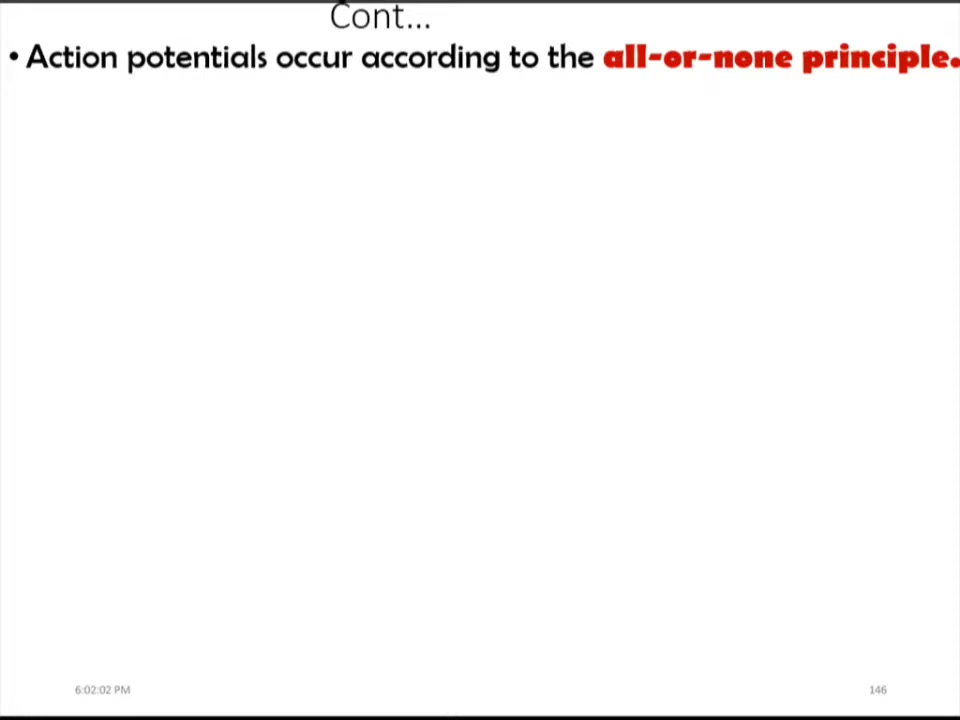 Cont...
• Action potentials occur according to the all-or-none principle.
6:02:02 PM
146